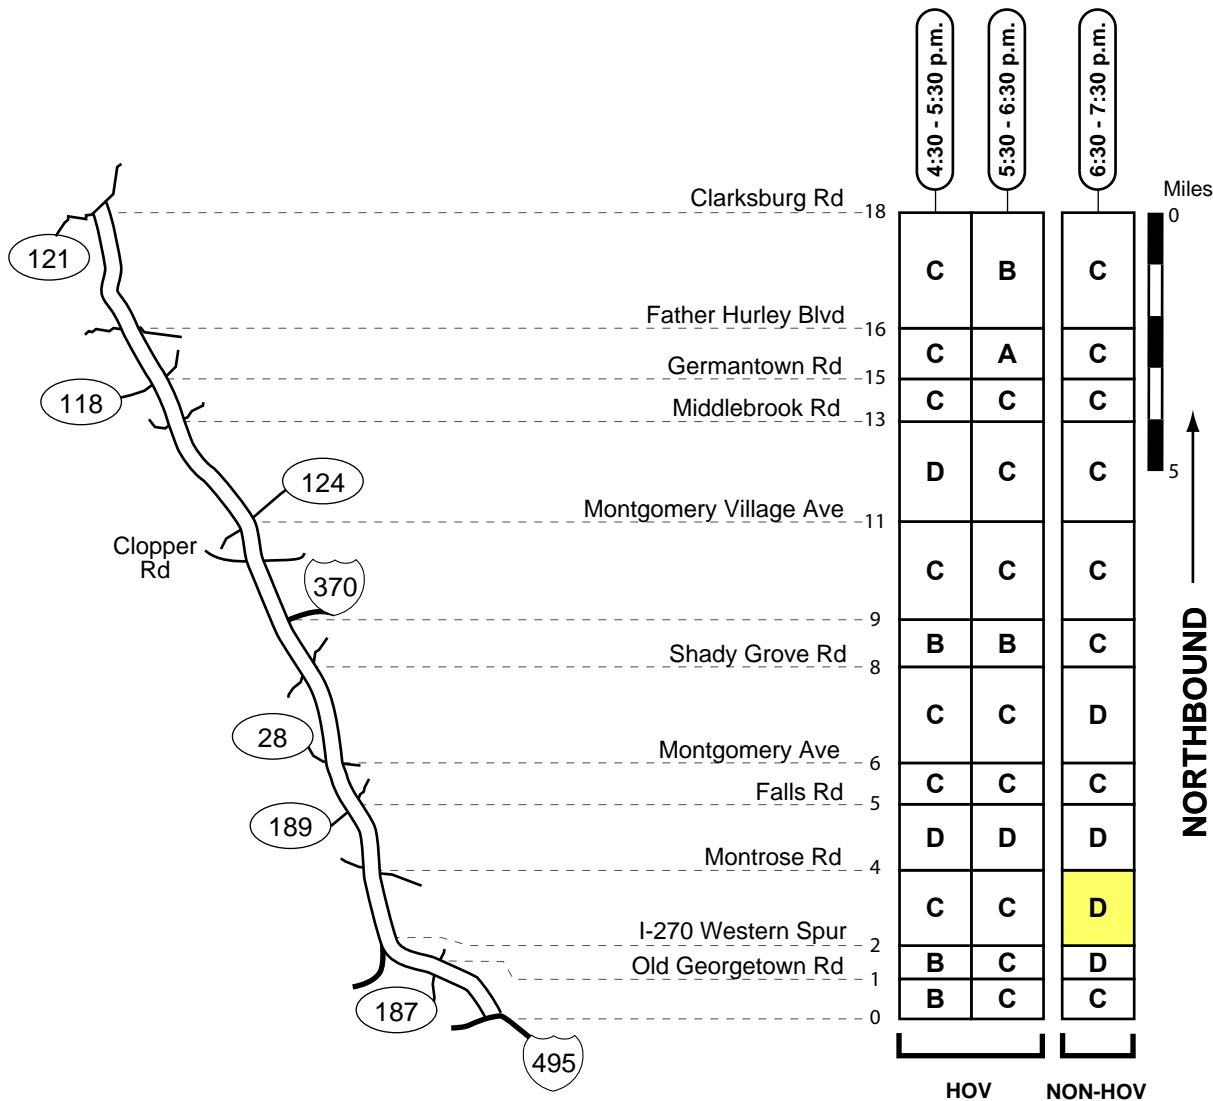 4:30 - 5:30 p.m.
5:30 - 6:30 p.m.
6:30 - 7:30 p.m.
Miles
Clarksburg Rd
18
0
121
C B C
Father Hurley Blvd
16
C A C
Germantown Rd
15
118
C C C
Middlebrook Rd
13
D C C
5
124
Montgomery Village Ave
11
Clopper
Rd
C C C
370
9
B B C
Shady Grove Rd
8
C C D
28
Montgomery Ave
6
C C C
Falls Rd
5
189
D D D
Montrose Rd
4
C C D
I-270 Western Spur
2
B C D
Old Georgetown Rd
1
187
B C C
0
495
NORTHBOUND
HOV
NON-HOV